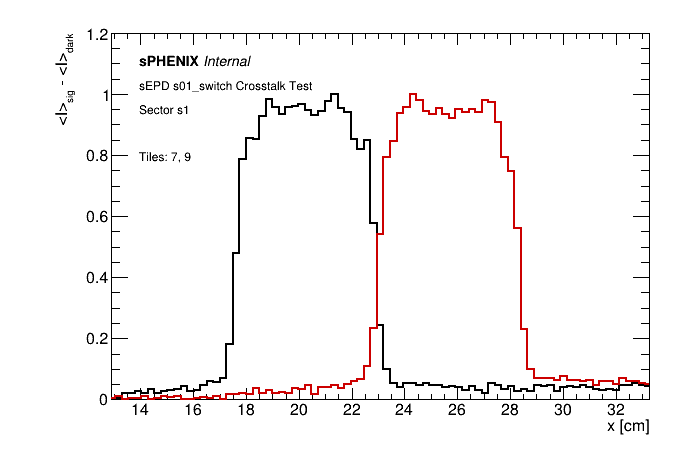 1.2
1
0.8
0.6
0.4
0.2
0
<I>sig - <I>dark
sPHENIX Internal
sEPD s01_switch Crosstalk Test
Sector s1
Tiles: 7, 9
14 16 18 20 22 24 26 28 30 32
x [cm]